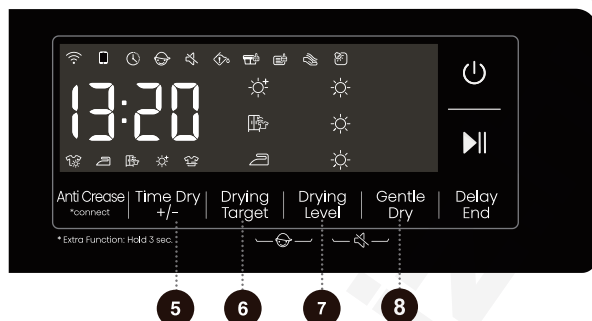 13:20
Anti Crease
*connect
Time Dry
+/-
Drying
Target
Drying
Level
Gentle
Dry
Delay
End
* Extra Function: Hold 3 sec.
5 6 7 8